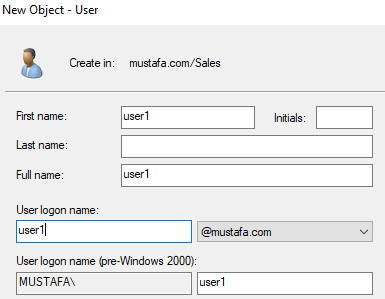 New Object - User
Create in: mustafa.com/Sales
First name: user1 Initials:
Last name:
Full name: user1
User logon name:
user1 @mustafa.com
User logon name (pre-Windows 2000):
MUSTAFA\ user1